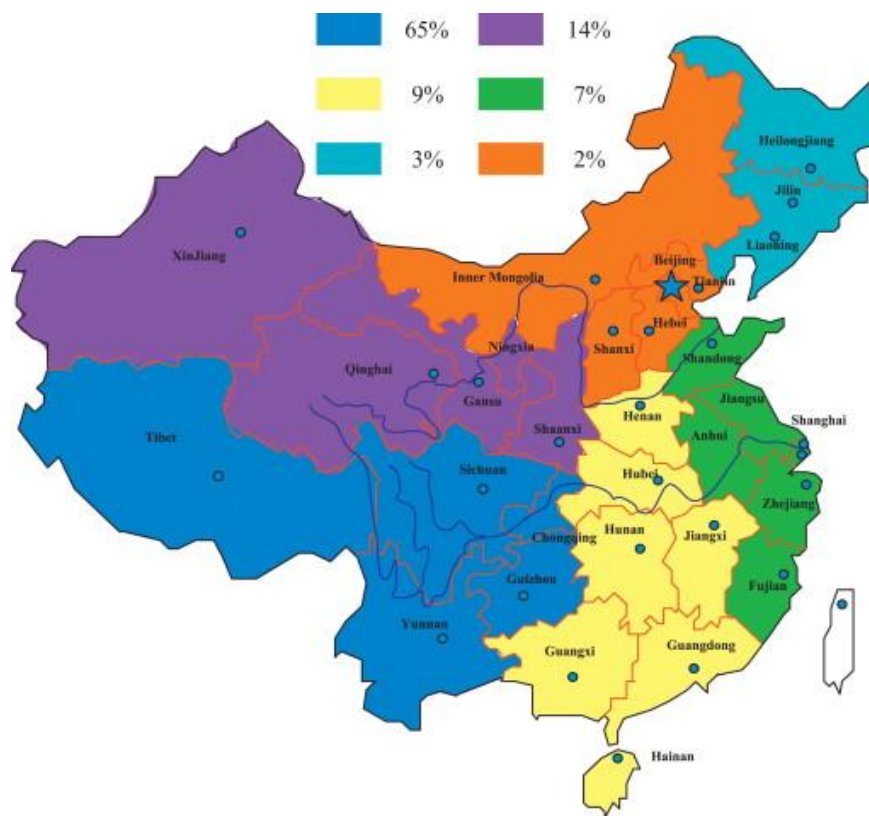 65% 14%
9% 7%
3% 2%
Heilongjiang
Jilin
Liaoning
XinJiang
Beijing
Inner Mongolia
Tianjin
Hebei
Shanxi
Ningxia
Shandong
Qinghai
Gansu
Jiangsu
Henan
Shanghai
Shanxi
Anhui
Tibet
Sichuan
Hubei
Zhejiang
Hunan
Jiangxi
Chongqing
Guizhou
Fujian
Yunnan
Guangxi
Guangdong
Hainan